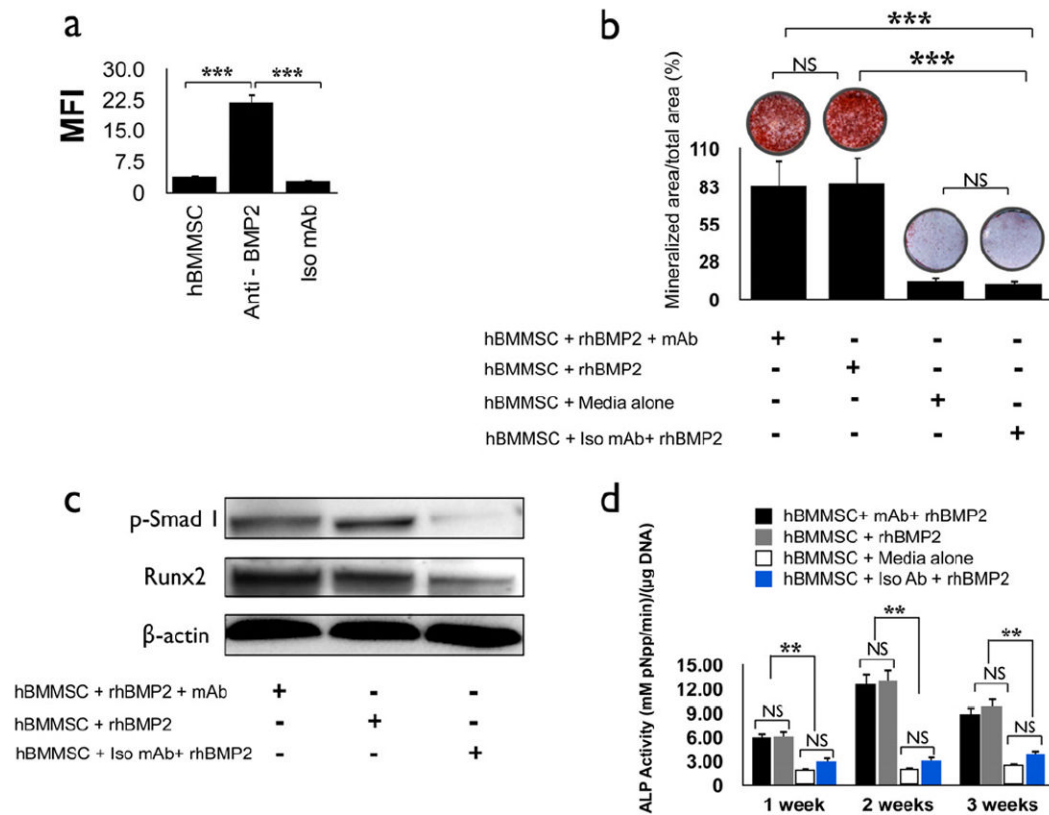 a
MFI
30.0
22.5
15.0
7.5
0
***
***
hBMMSC
Anti - BMP2
Iso mAb
b
Mineralized area/total area (%)
***
***
NS
NS
110
83
55
28
0
hBMMSC + rhBMP2 + mAb + - - -
hBMMSC + rhBMP2 - + - -
hBMMSC + Media alone - - + -
hBMMSC + Iso mAb+ rhBMP2 - - - +
c
p-Smad 1
Runx2
β-actin
hBMMSC + rhBMP2 + mAb + - -
hBMMSC + rhBMP2 - + -
hBMMSC + Iso mAb+ rhBMP2 - - +
d
hBMMSC+ mAb+ rhBMP2
hBMMSC + rhBMP2
hBMMSC + Media alone
hBMMSC + Iso Ab + rhBMP2
ALP Activity (mM pNpp/min)/(µg DNA)
15.00
12.00
9.00
6.00
3.00
0
** ** **
NS NS NS
NS NS NS
1 week 2 weeks 3 weeks